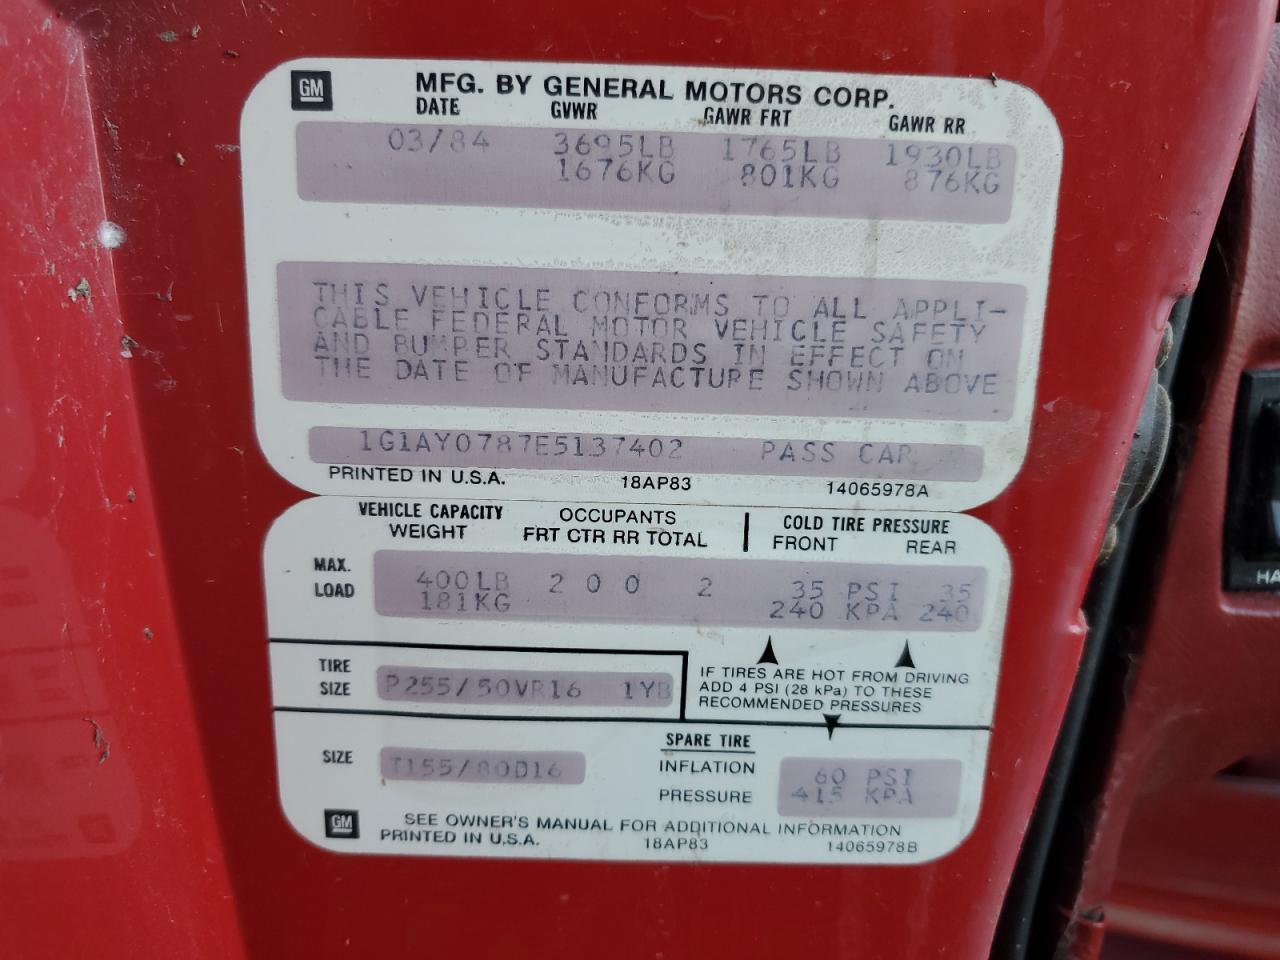 GM
MFG. BY GENERAL MOTORS CORP.
DATE GVWR GAWR FRT GAWR RR
03/84 3695LB 1765LB 1930LB
1676KG 801KG 876KG
THIS VEHICLE CONFORMS TO ALL APPLI-
CABLE FEDERAL MOTOR VEHICLE SAFETY
AND BUMPER STANDARDS IN EFFECT ON
THE DATE OF MANUFACTURE SHOWN ABOVE
1G1AY0787E5137402 PASS CAR
PRINTED IN U.S.A. 18AP83 14065978A
VEHICLE CAPACITY OCCUPANTS COLD TIRE PRESSURE
WEIGHT FRT CTR RR TOTAL FRONT REAR
MAX. LOAD
400LB 2 0 0 2 35 PSI 35
181KG 240 KPA 240
TIRE SIZE P255/50VR16 1YB
IF TIRES ARE HOT FROM DRIVING
ADD 4 PSI (28 kPa) TO THESE
RECOMMENDED PRESSURES
SPARE TIRE
SIZE T155/80D16 INFLATION 60 PSI
PRESSURE 415 KPA
GM
SEE OWNER'S MANUAL FOR ADDITIONAL INFORMATION
PRINTED IN U.S.A. 18AP83 14065978B
HA